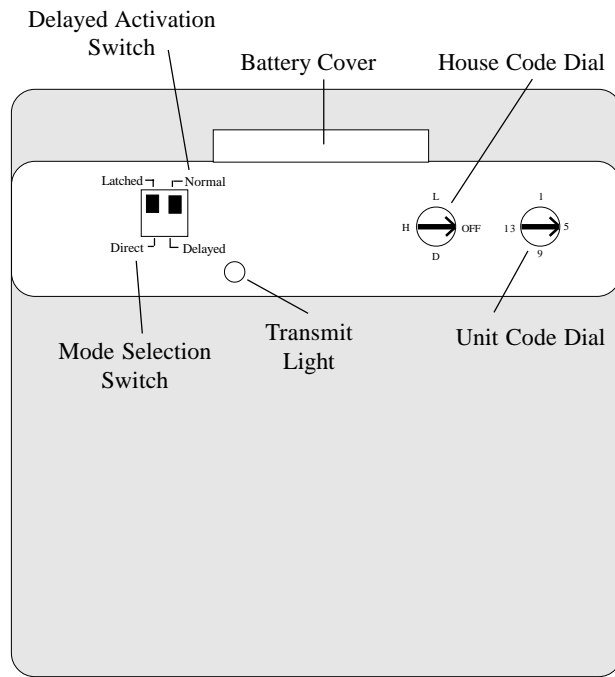 Delayed Activation
Switch
Battery Cover
House Code Dial
Latched
Normal
Direct
Delayed
L
H
OFF
D
1
13
5
9
Mode Selection
Switch
Transmit
Light
Unit Code Dial